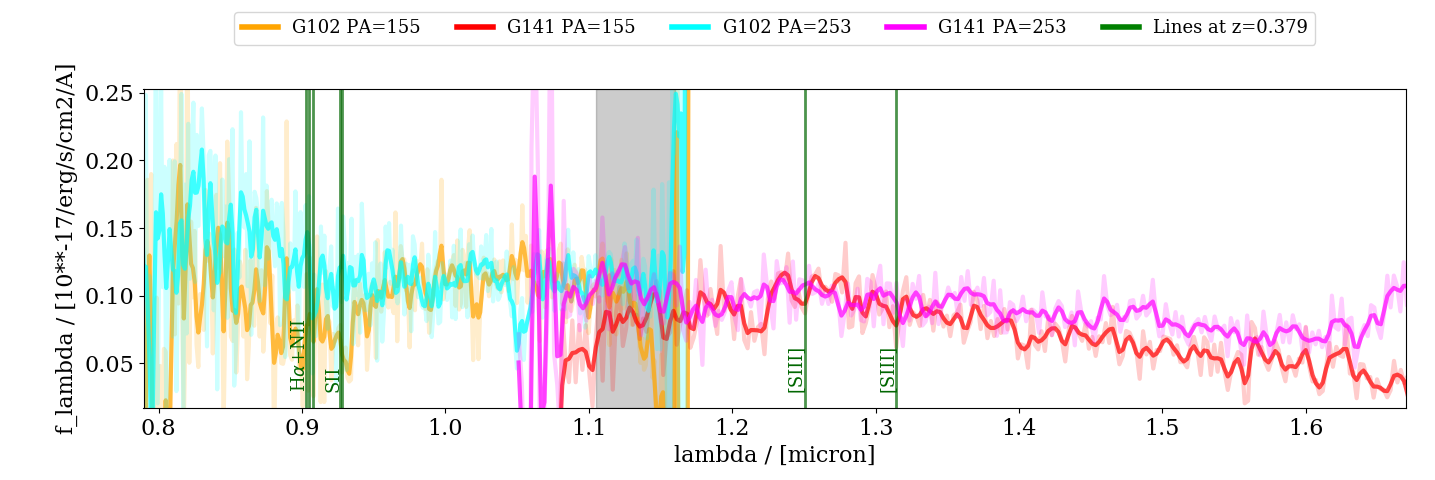 G102 PA=155 G141 PA=155 G102 PA=253 G141 PA=253 Lines at z=0.379
f_lambda / [10**-17/erg/s/cm2/A]
0.25
0.20
0.15
0.10
0.05
Hα+NII
SII
[SIII]
[SIII]
0.8 0.9 1.0 1.1 1.2 1.3 1.4 1.5 1.6
lambda / [micron]